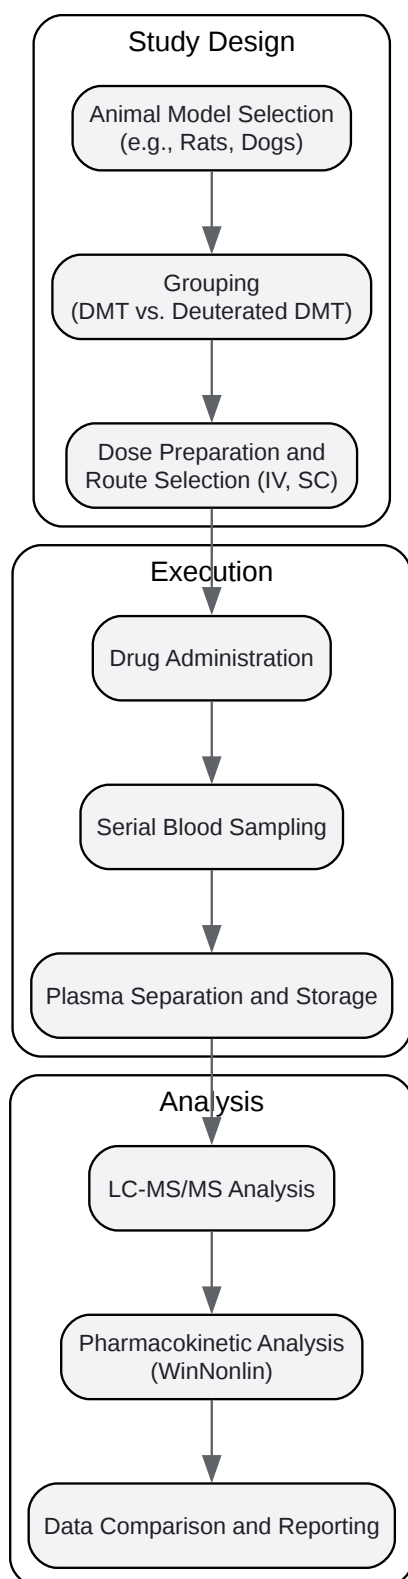 Study Design
Animal Model Selection
(e.g., Rats, Dogs)
Grouping
(DMT vs. Deuterated DMT)
Dose Preparation and
Route Selection (IV, SC)
Execution
Drug Administration
Serial Blood Sampling
Plasma Separation and Storage
Analysis
LC-MS/MS Analysis
Pharmacokinetic Analysis
(WinNonlin)
Data Comparison and Reporting